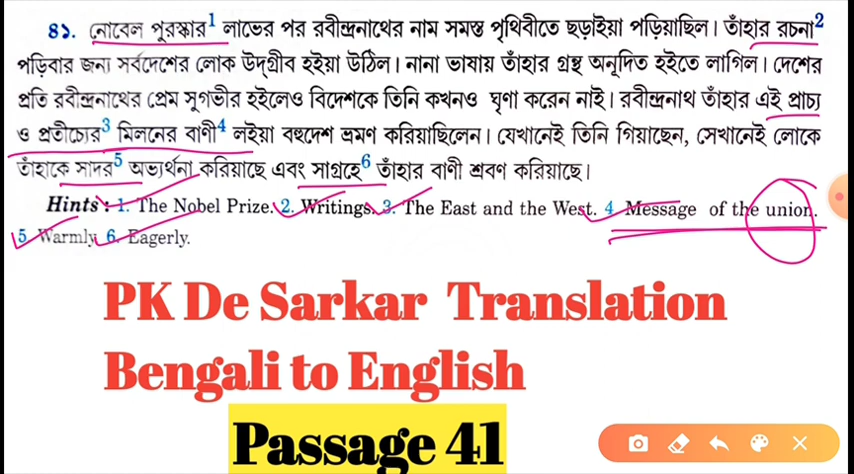 ৪১. নোবেল পুরস্কার¹ লাভের পর রবীন্দ্রনাথের নাম সমস্ত পৃথিবীতে ছড়াইয়া পড়িয়াছিল। তাঁহার রচনা²
পড়িবার জন্য সর্বদেশের লোক উদ্‌গ্রীব হইয়া উঠিল। নানা ভাষায় তাঁহার গ্রন্থ অনূদিত হইতে লাগিল। দেশের
প্রতি রবীন্দ্রনাথের প্রেম সুগভীর হইলেও বিদেশকে তিনি কখনও ঘৃণা করেন নাই। রবীন্দ্রনাথ তাঁহার এই প্রাচ্য
ও প্রতীচ্যের³ মিলনের বাণী⁴ লইয়া বহুদেশ ভ্রমণ করিয়াছিলেন। যেখানেই তিনি গিয়াছেন, সেখানেই লোকে
তাঁহাকে সাদর⁵ অভ্যর্থনা করিয়াছে এবং সাগ্রহে⁶ তাঁহার বাণী শ্রবণ করিয়াছে।
Hints : 1. The Nobel Prize. 2. Writings. 3. The East and the West. 4. Message of the union.
5. Warmly. 6. Eagerly.
PK De Sarkar Translation
Bengali to English
Passage 41